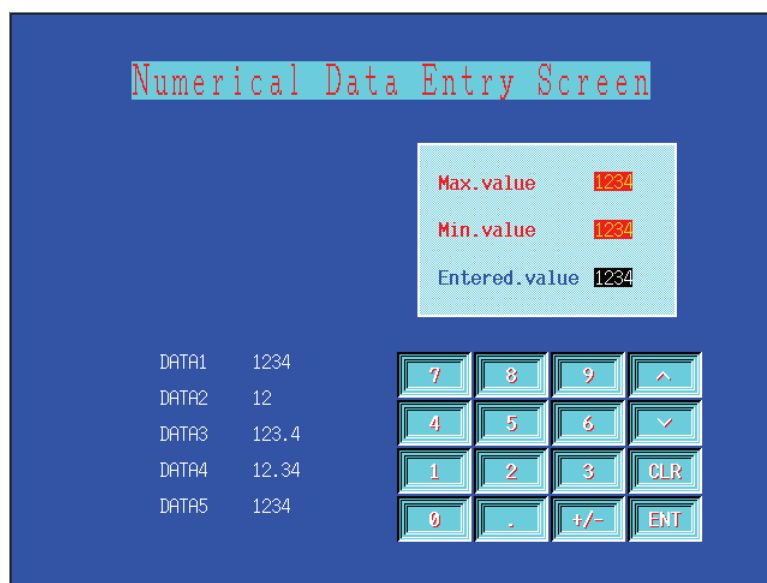 Numerical Data Entry Screen
Max.value 1234
Min.value 1234
Entered.value 1234
DATA1 1234
DATA2 12
DATA3 123.4
DATA4 12.34
DATA5 1234
7 8 9 ^
4 5 6 ∨
1 2 3 CLR
0 . +/- ENT